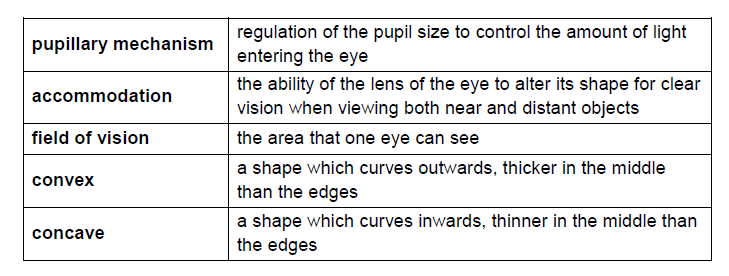 pupillary mechanism
regulation of the pupil size to control the amount of light
entering the eye
accommodation
the ability of the lens of the eye to alter its shape for clear
vision when viewing both near and distant objects
field of vision
the area that one eye can see
convex
a shape which curves outwards, thicker in the middle
than the edges
concave
a shape which curves inwards, thinner in the middle than
the edges